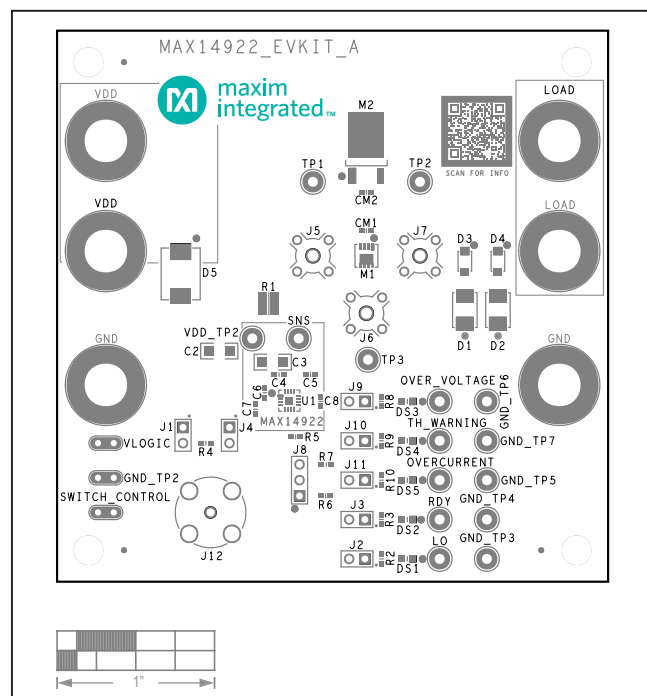 MAX14922_EVKIT_A
VDD
maxim
integrated™
LOAD
M2
SCAN FOR INFO
TP1
TP2
CM2
VDD
LOAD
CM1
J5
J7
D3
D4
M1
D5
R1
J6
D1
D2
VDD_TP2
SNS
GND
GND
C2
C3
TP3
C4
C5
C6
C7
U1
C8
MAX14922
J9
R8
OVER_VOLTAGE
DS3
GND_TP6
J1
J4
VLOGIC
R4
R5
J10
R9
TH_WARNING
DS4
GND_TP7
J8
R7
J11
R10
OVERCURRENT
DS5
GND_TP5
GND_TP2
SWITCH_CONTROL
R6
J3
R3
RDY
DS2
GND_TP4
J12
J2
R2
LO
DS1
GND_TP3
1"